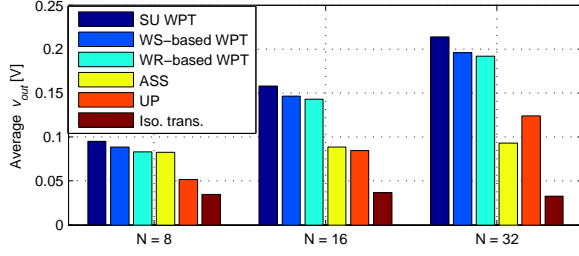 0.25
0.2
0.15
0.1
0.05
0
Average v_out [V]
SU WPT
WS-based WPT
WR-based WPT
ASS
UP
Iso. trans.
N = 8
N = 16
N = 32